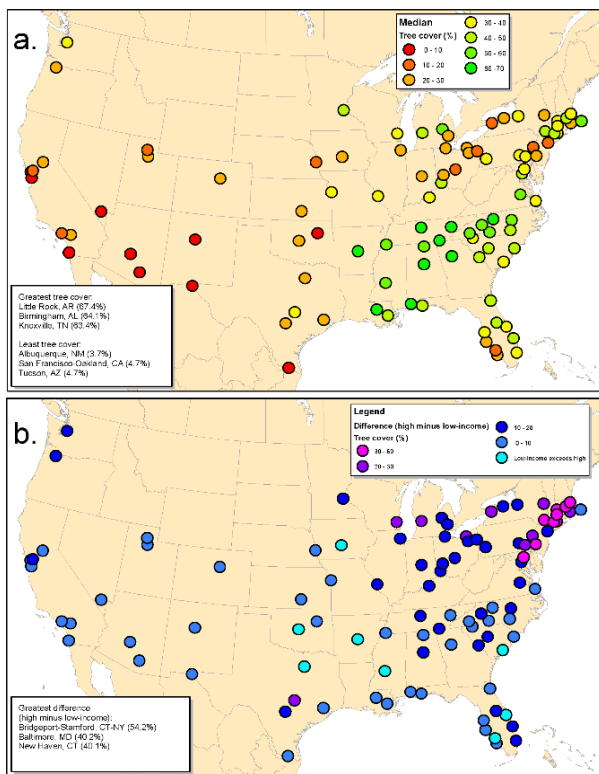 a.
Median
Tree cover (%)
0 - 10
10 - 20
20 - 30
30 - 40
40 - 50
50 - 60
60 - 70
Greatest tree cover:
Little Rock, AR (67.4%)
Birmingham, AL (64.1%)
Knoxville, TN (63.4%)
Least tree cover:
Albuquerque, NM (3.7%)
San Francisco-Oakland, CA (4.7%)
Tucson, AZ (4.7%)
b.
Legend
Difference (high minus low-income)
Tree cover (%)
30 - 60
20 - 30
10 - 20
0 - 10
Low-income exceeds high
Greatest difference
(high minus low-income):
Bridgeport-Stamford, CT-NY (54.2%)
Baltimore, MD (40.2%)
New Haven, CT (40.1%)